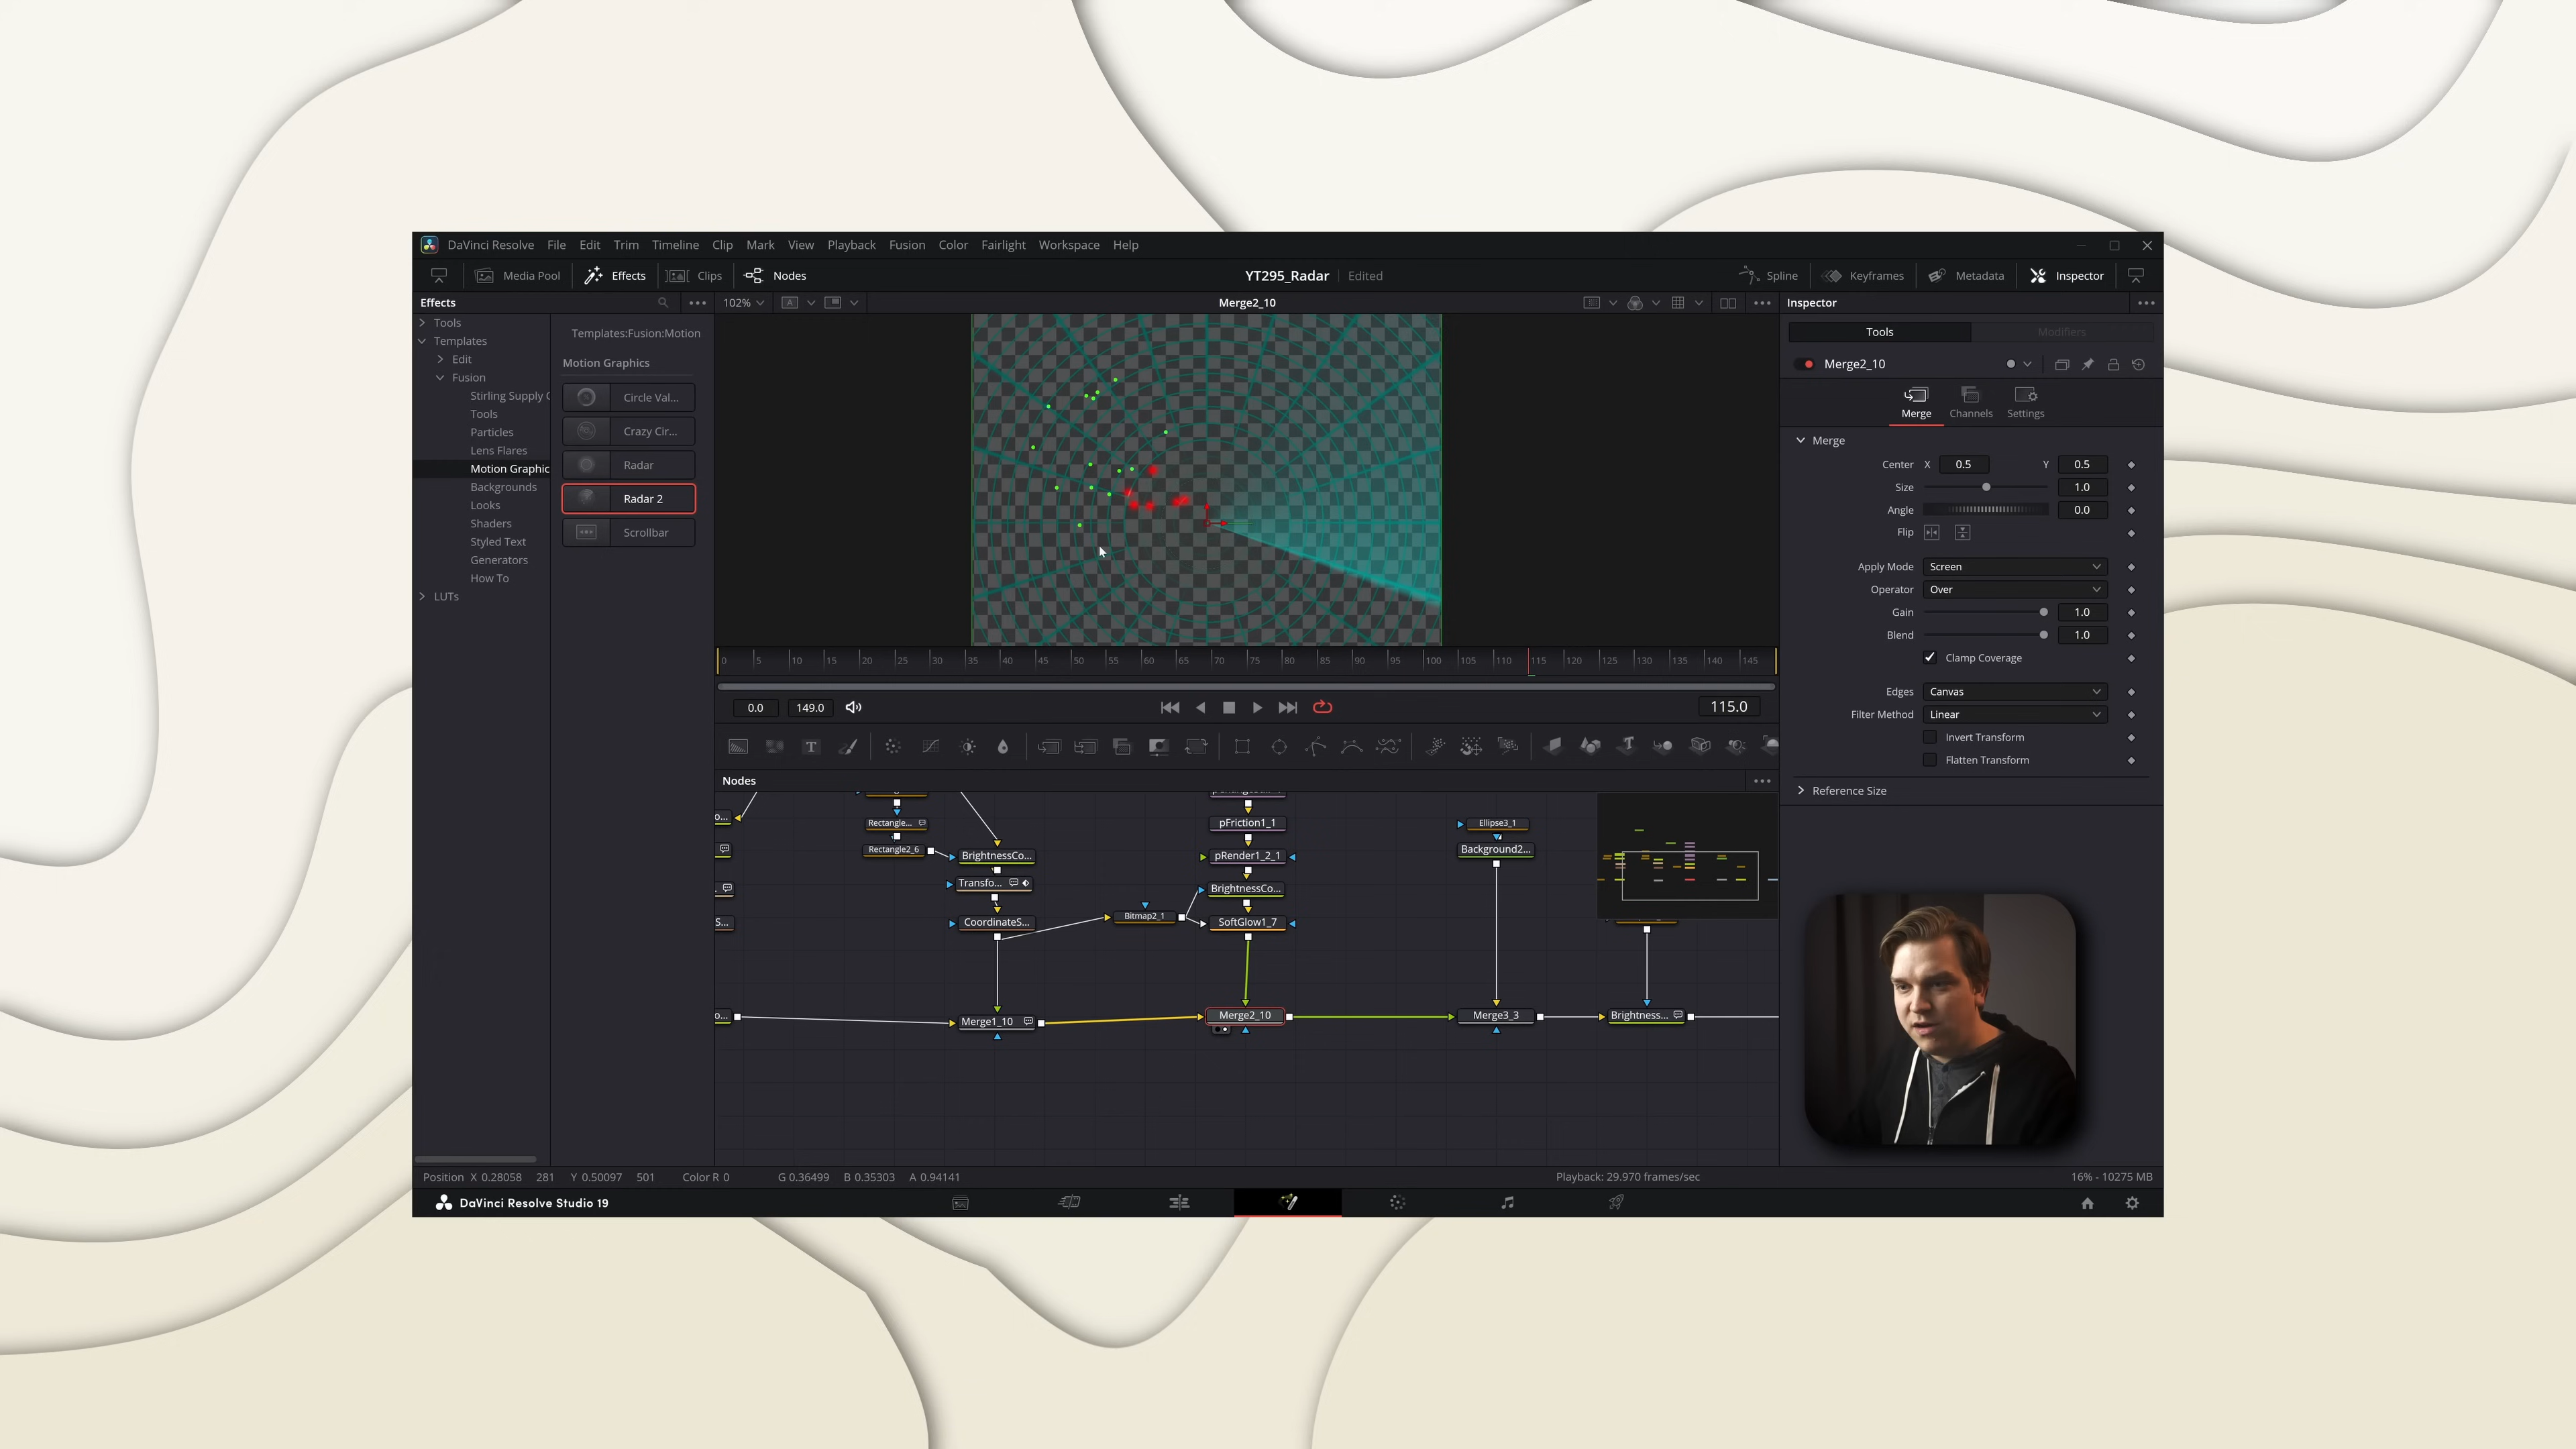 DaVinci Resolve File Edit Trim Timeline Clip Mark View Playback Fusion Color Fairlight Workspace Help
Media Pool Effects Clips Nodes YT295_Radar Edited Spline Keyframes Metadata Inspector
Effects 102% Merge2_10 Inspector
Tools
Templates
Edit
Fusion
Stirling Supply C
Tools
Particles
Lens Flares
Motion Graphic
Backgrounds
Looks
Shaders
Styled Text
Generators
How To
LUTs
Templates:Fusion:Motion
Motion Graphics
Circle Val...
Crazy Cir...
Radar
Radar 2
Scrollbar
0 5 10 15 20 25 30 35 40 45 50 55 60 65 70 75 80 85 90 95 100 105 110 115 120 125 130 135 140 145
0.0 149.0 115.0
Nodes
o...
S...
o...
Rectangle...
Rectangle2_6
BrightnessCo...
Transfo...
CoordinateS...
Merge1_10
Bitmap2_1
pFriction1_1
pRender1_2_1
BrightnessCo...
SoftGlow1_7
Merge2_10
Ellipse3_1
Background2...
Merge3_3
Brightness...
Tools Modifiers
Merge2_10
Merge Channels Settings
Merge
Center X 0.5 Y 0.5
Size 1.0
Angle 0.0
Flip
Apply Mode Screen
Operator Over
Gain 1.0
Blend 1.0
Clamp Coverage
Edges Canvas
Filter Method Linear
Invert Transform
Flatten Transform
Reference Size
Position X 0.28058 281 Y 0.50097 501 Color R 0 G 0.36499 B 0.35303 A 0.94141 Playback: 29.970 frames/sec 16% - 10275 MB
DaVinci Resolve Studio 19